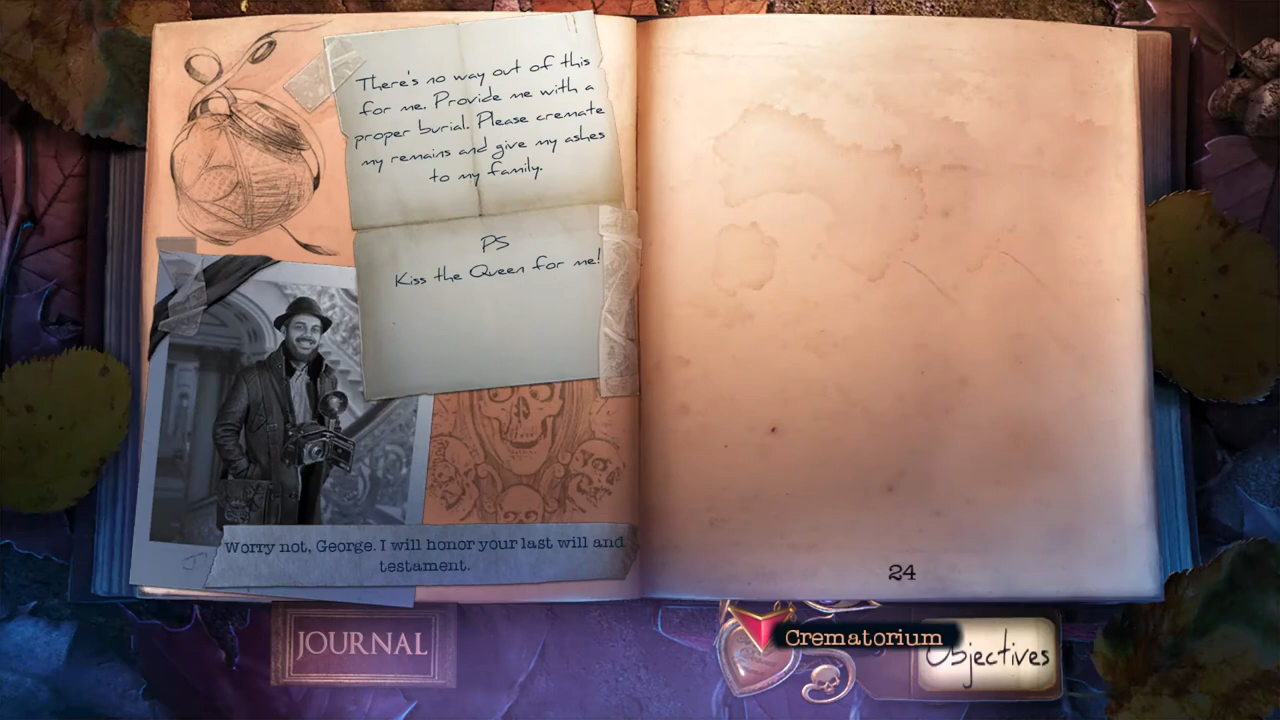 There's no way out of this
for me. Provide me with a
proper burial. Please cremate
my remains and give my ashes
to my family.
PS
Kiss the Queen for me!
Worry not, George. I will honor your last will and
testament.
24
JOURNAL
Crematorium
Objectives